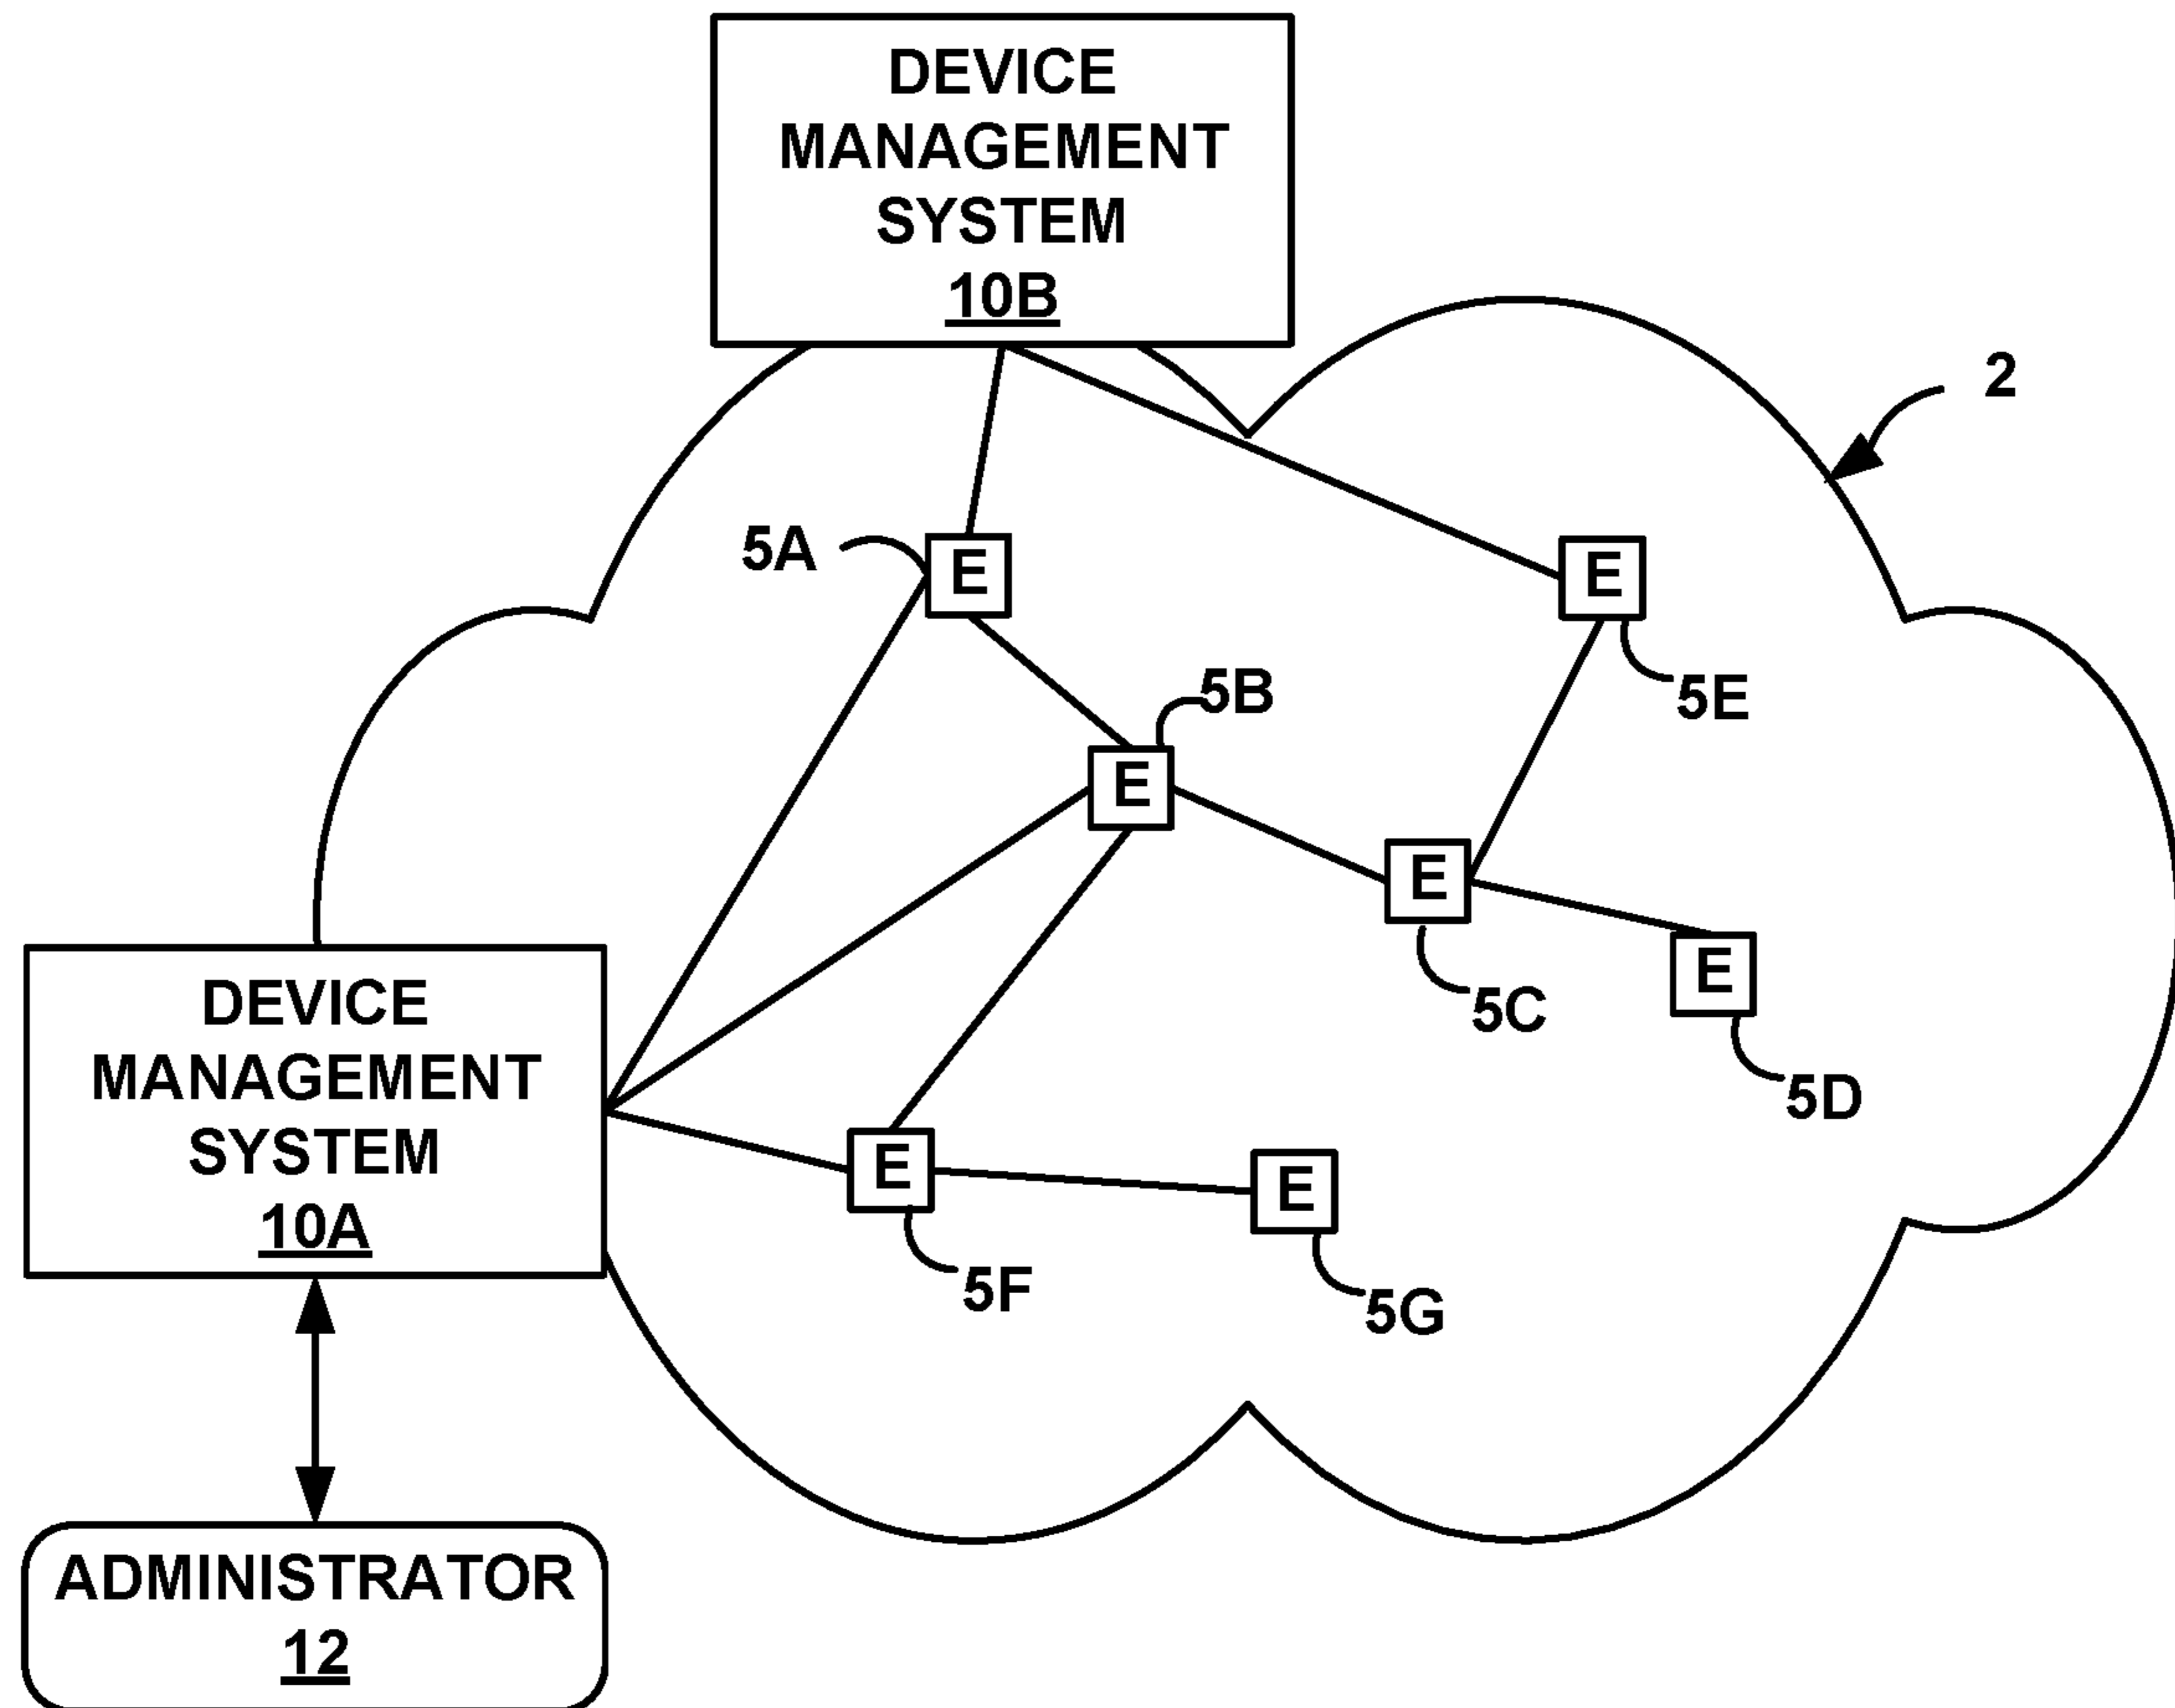 DEVICE
MANAGEMENT
SYSTEM
10B
2
5A
E
E
5E
5B
E
E
5C
E
5D
DEVICE
MANAGEMENT
SYSTEM
10A
E
5F
E
5G
ADMINISTRATOR
12